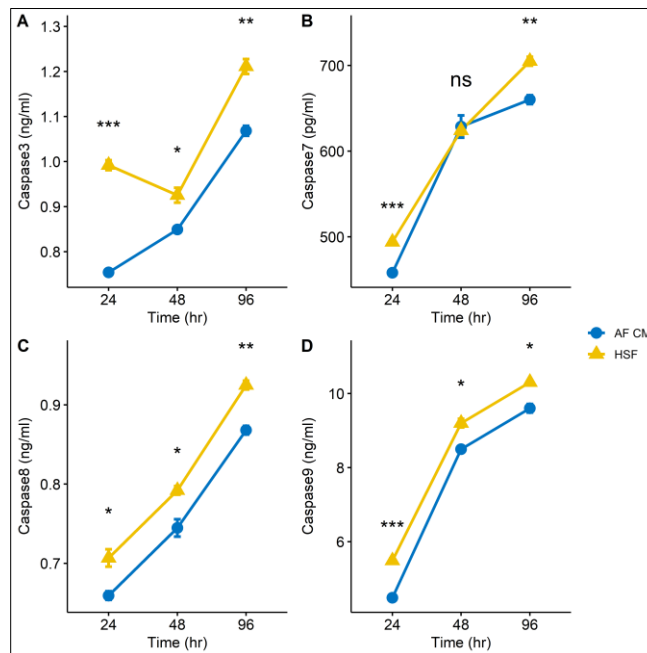 A
Caspase3 (ng/ml)
1.3
1.2
1.1
1.0
0.9
0.8
***
*
**
24 48 96
Time (hr)
B
Caspase7 (pg/ml)
700
600
500
***
ns
**
24 48 96
Time (hr)
C
Caspase8 (ng/ml)
0.9
0.8
0.7
*
*
**
24 48 96
Time (hr)
D
Caspase9 (ng/ml)
10
8
6
***
*
*
24 48 96
Time (hr)
AF CM
HSF